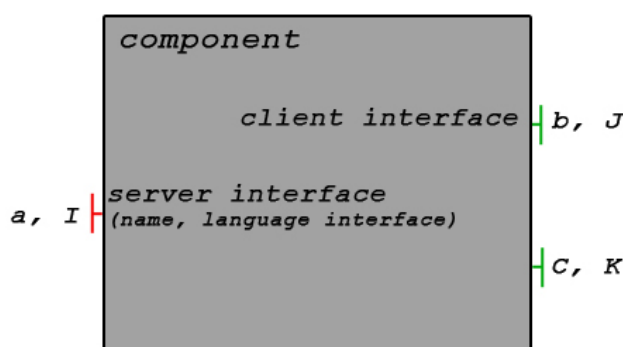 component
client interface
b, J
server interface
a, I
(name, language interface)
C, K